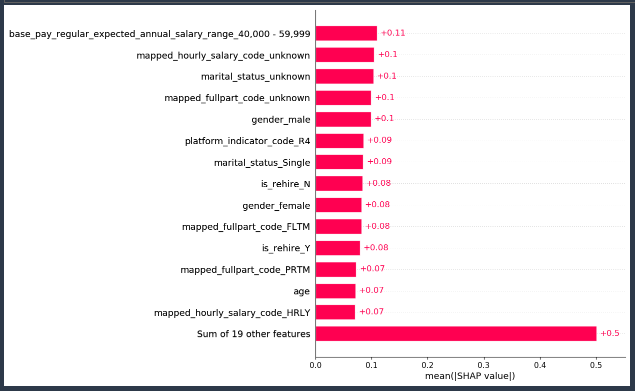 base_pay_regular_expected_annual_salary_range_40,000 - 59,999 +0.11
mapped_hourly_salary_code_unknown +0.1
marital_status_unknown +0.1
mapped_fullpart_code_unknown +0.1
gender_male +0.1
platform_indicator_code_R4 +0.09
marital_status_Single +0.09
is_rehire_N +0.08
gender_female +0.08
mapped_fullpart_code_FLTM +0.08
is_rehire_Y +0.08
mapped_fullpart_code_PRTM +0.07
age +0.07
mapped_hourly_salary_code_HRLY +0.07
Sum of 19 other features +0.5
0.0 0.1 0.2 0.3 0.4 0.5
mean(|SHAP value|)